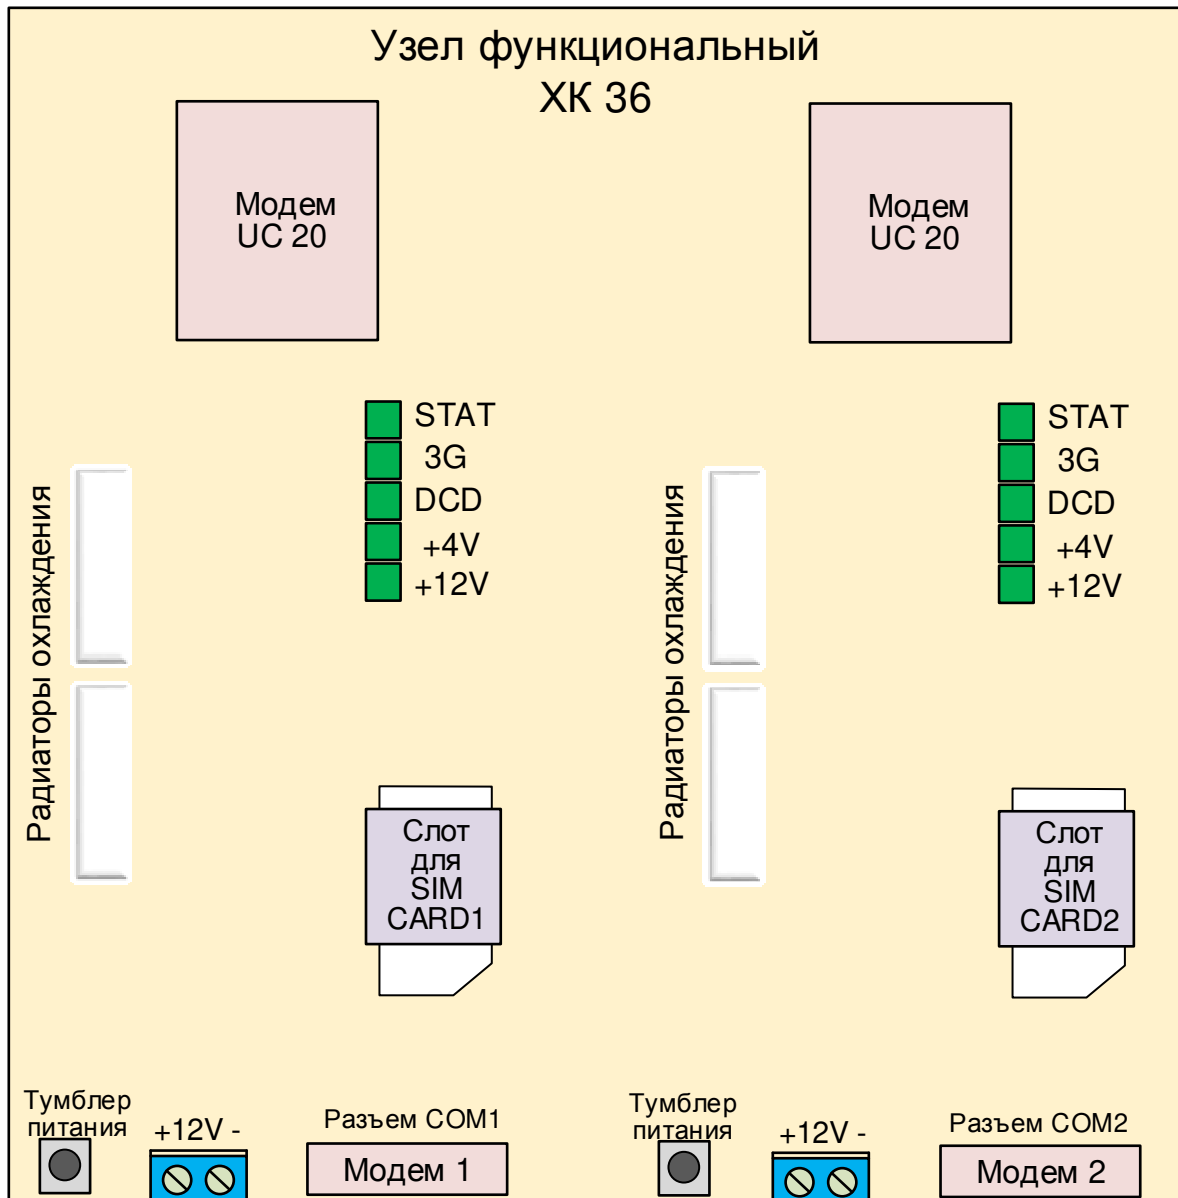 Узел функциональный
ХК 36
Модем
UC 20
Модем
UC 20
STAT
3G
DCD
+4V
+12V
STAT
3G
DCD
+4V
+12V
Радиаторы охлаждения
Радиаторы охлаждения
Слот
для
SIM
CARD1
Слот
для
SIM
CARD2
Тумблер
питания
+12V -
Разъем COM1
Модем 1
Тумблер
питания
+12V -
Разъем COM2
Модем 2